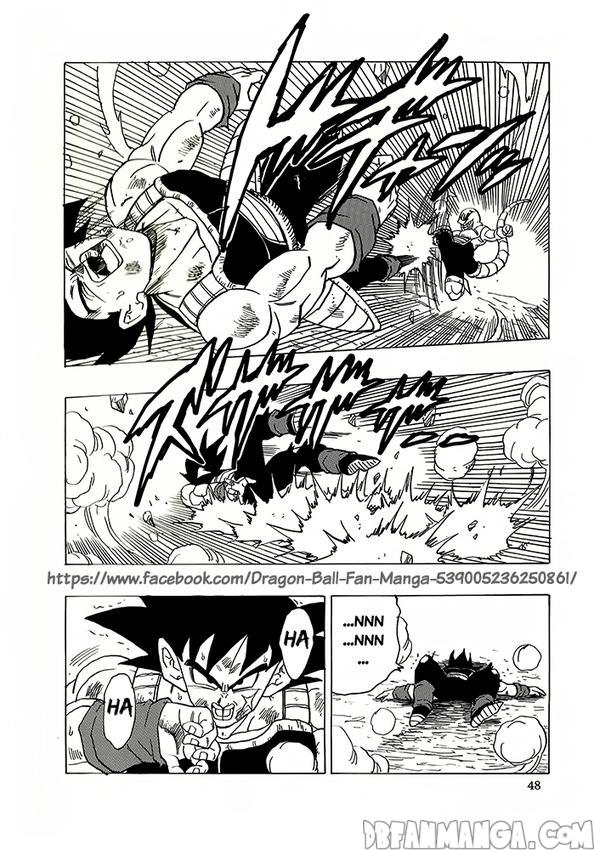 https://www.facebook.com/Dragon-Ball-Fan-Manga-539005236250861/
...NNN
...NNN
...
HA
HA
48
DBFANMANGA.COM